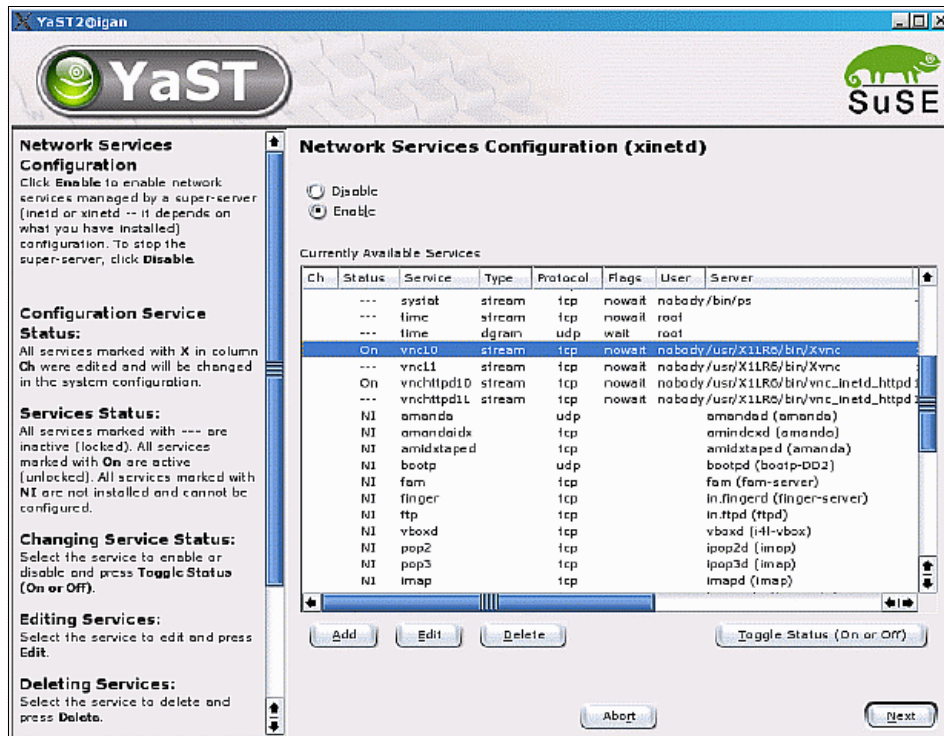 YaST2@igan
YaST
SuSE
Network Services
Configuration
Click Enable to enable network
services managed by a super-server
(inetd or xinetd -- it depends on
what you have installed)
configuration. To stop the
super-server, click Disable.
Configuration Service
Status:
All services marked with X in column
Ch were edited and will be changed
in the system configuration.
Services Status:
All services marked with --- are
inactive (locked). All services
marked with On are active
(unlocked). All services marked with
NI are not installed and cannot be
configured.
Changing Service Status:
Select the service to enable or
disable and press Toggle Status
(On or Off).
Editing Services:
Select the service to edit and press
Edit.
Deleting Services:
Select the service to delete and
press Delete.
Network Services Configuration (xinetd)
Disable
Enable
Currently Available Services
Ch Status Service Type Protocol Flags User Server
--- systat stream tcp nowait nobody /bin/ps
--- time stream tcp nowait root
--- time dgram udp wait root
On vnc10 stream tcp nowait nobody /usr/X11R6/bin/Xvnc
--- vnc11 stream tcp nowait nobody /usr/X11R6/bin/Xvnc
On vnchttpd10 stream tcp nowait nobody /usr/X11R6/bin/vnc_inetd_httpd
--- vnchttpd11 stream tcp nowait nobody /usr/X11R6/bin/vnc_inetd_httpd
NI amanda udp amandad (amanda)
NI amandaidx tcp amindexd (amanda)
NI amidxtaped tcp amidxtaped (amanda)
NI bootp udp bootpd (bootp-DD2)
NI fam tcp fam (fam-server)
NI finger tcp in.fingerd (finger-server)
NI ftp tcp in.ftpd (ftpd)
NI vboxd tcp vboxd (i4l-vbox)
NI pop2 tcp ipop2d (imap)
NI pop3 tcp ipop3d (imap)
NI imap tcp imapd (imap)
Add Edit Delete Toggle Status (On or Off)
Abort Next